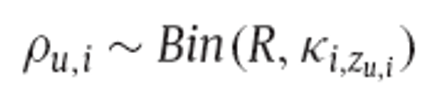 ρ_{u,i} ∼ Bin(R, κ_{i,z_{u,i}})